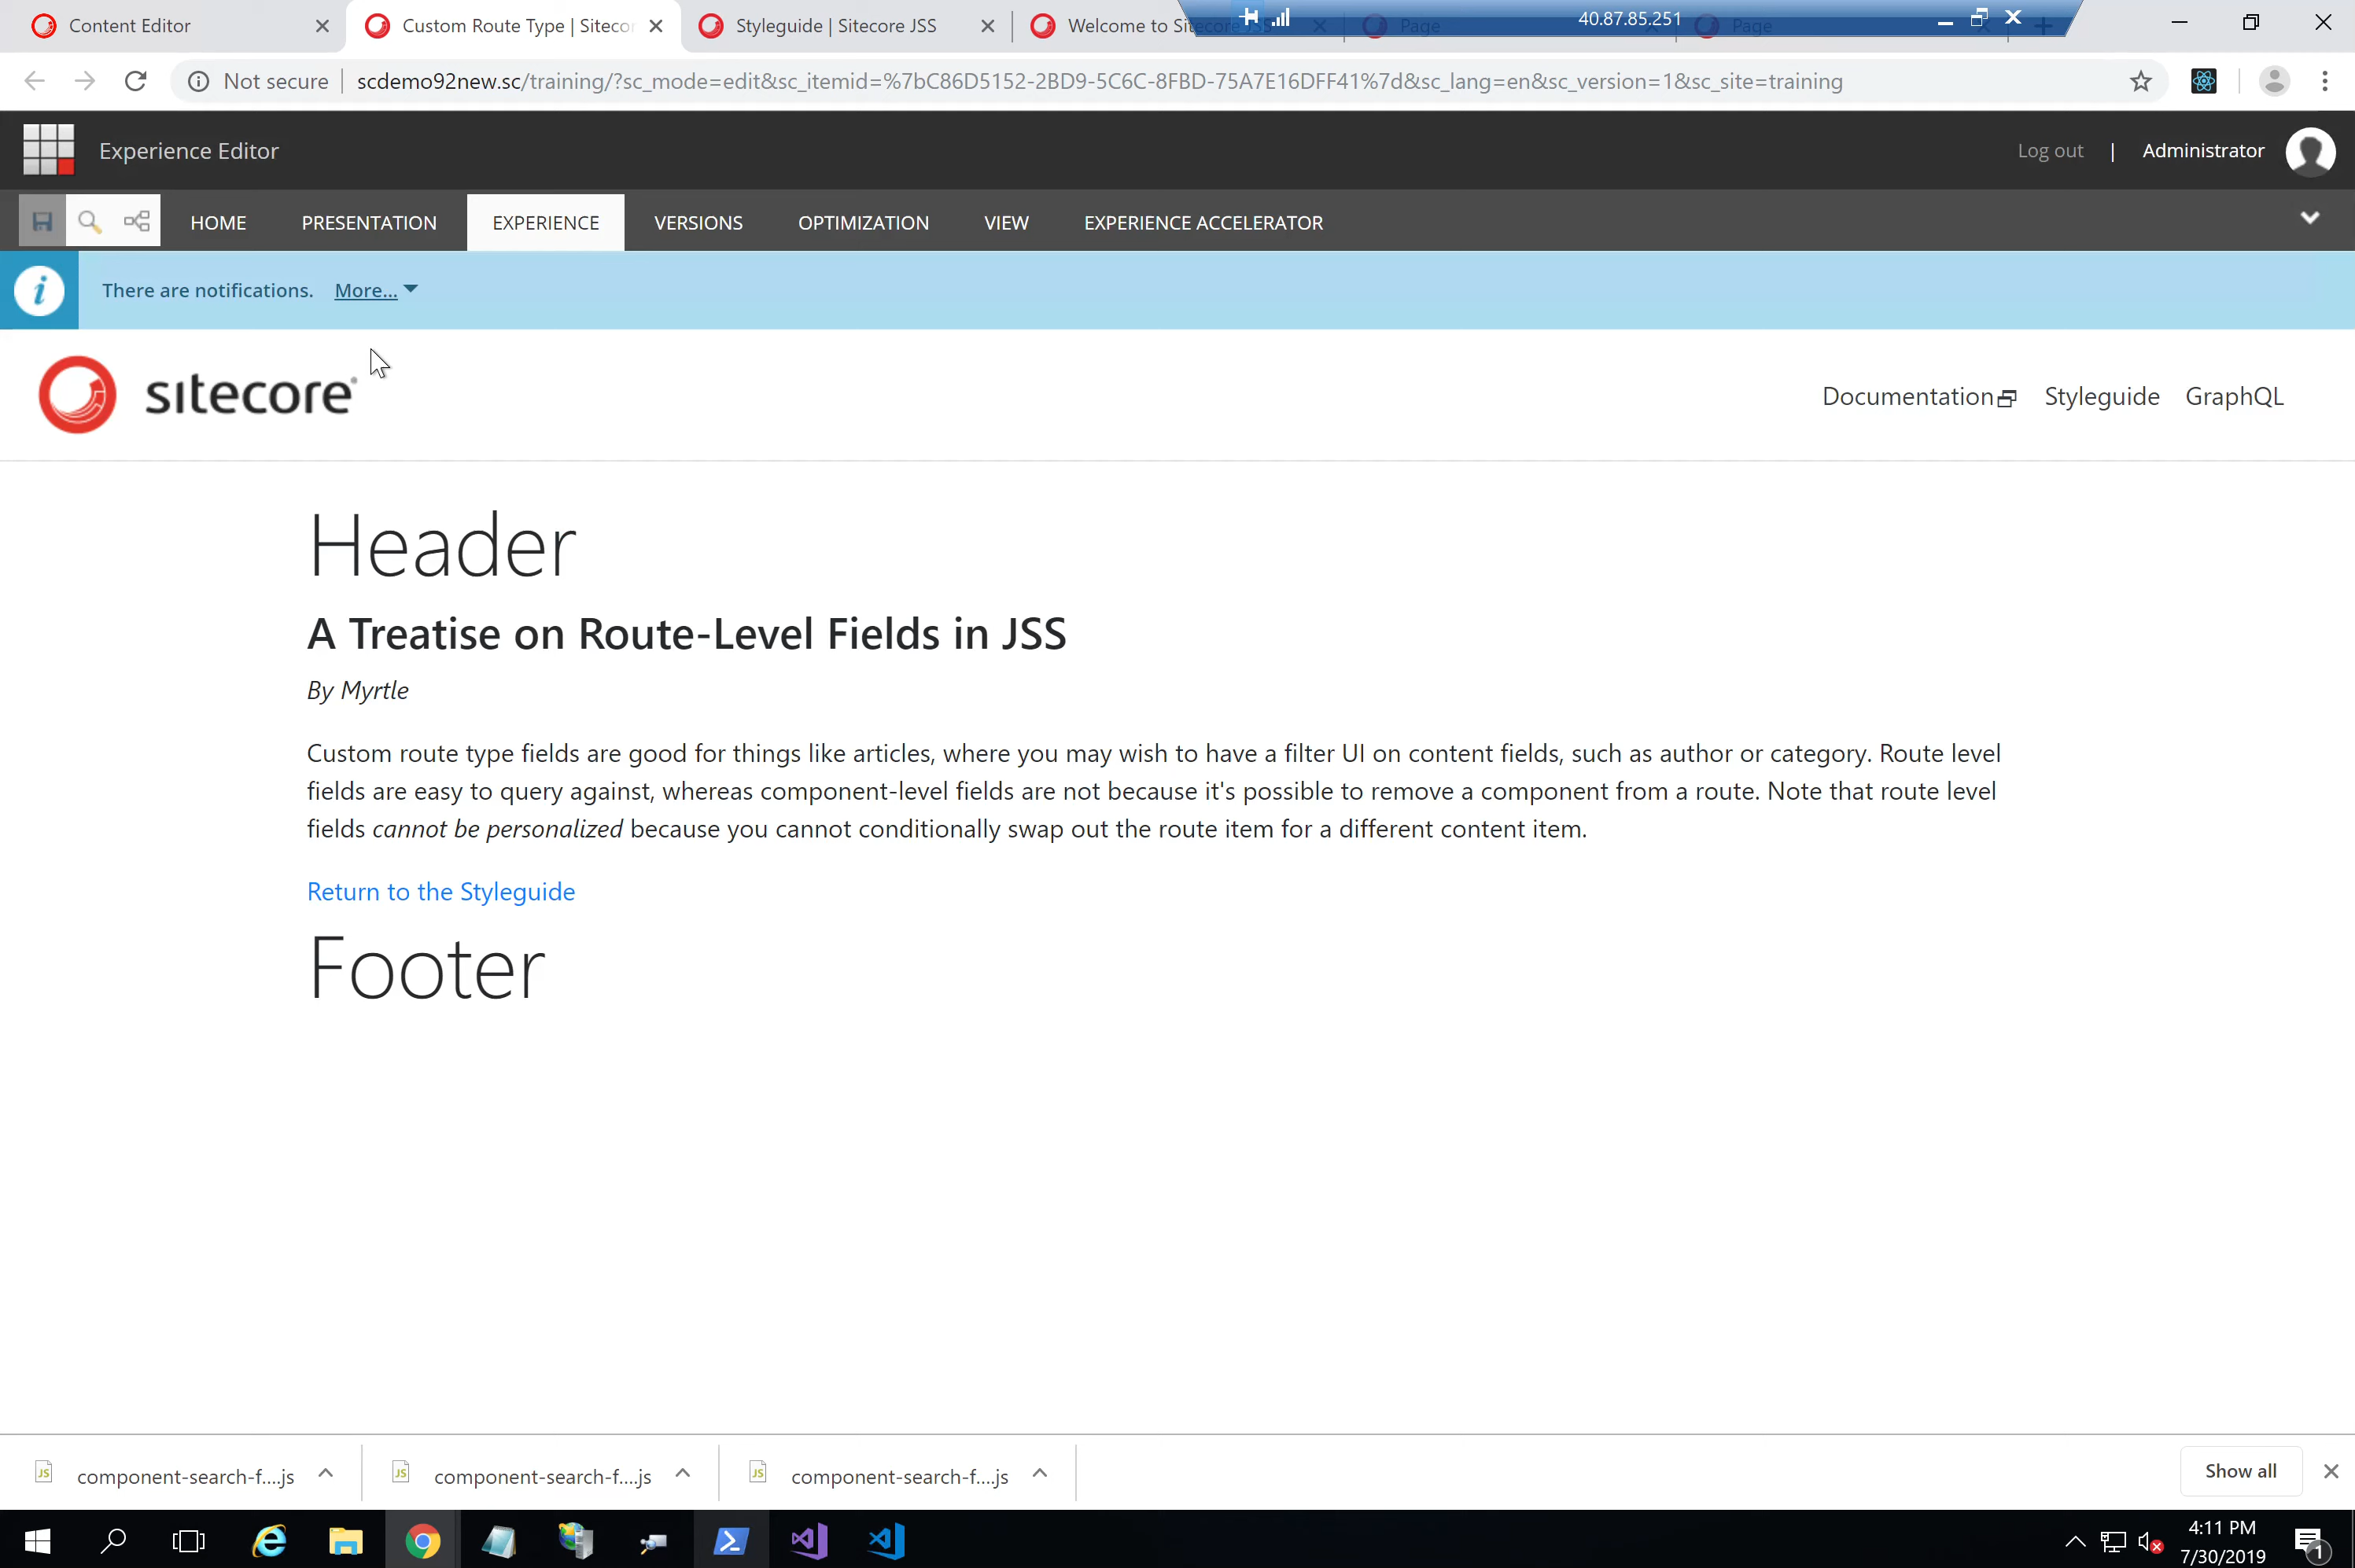 Content Editor
Custom Route Type | Siteco
Styleguide | Sitecore JSS
Welcome to Sitecore JSS
Page
Page
40.87.85.251
Not secure
scdemo92new.sc/training/?sc_mode=edit&sc_itemid=%7bC86D5152-2BD9-5C6C-8FBD-75A7E16DFF41%7d&sc_lang=en&sc_version=1&sc_site=training
Experience Editor
Log out | Administrator
HOME
PRESENTATION
EXPERIENCE
VERSIONS
OPTIMIZATION
VIEW
EXPERIENCE ACCELERATOR
There are notifications. More...
sitecore
Documentation
Styleguide
GraphQL
Header
A Treatise on Route-Level Fields in JSS
By Myrtle
Custom route type fields are good for things like articles, where you may wish to have a filter UI on content fields, such as author or category. Route level
fields are easy to query against, whereas component-level fields are not because it's possible to remove a component from a route. Note that route level
fields cannot be personalized because you cannot conditionally swap out the route item for a different content item.
Return to the Styleguide
Footer
component-search-f....js
component-search-f....js
component-search-f....js
Show all
4:11 PM
7/30/2019
1